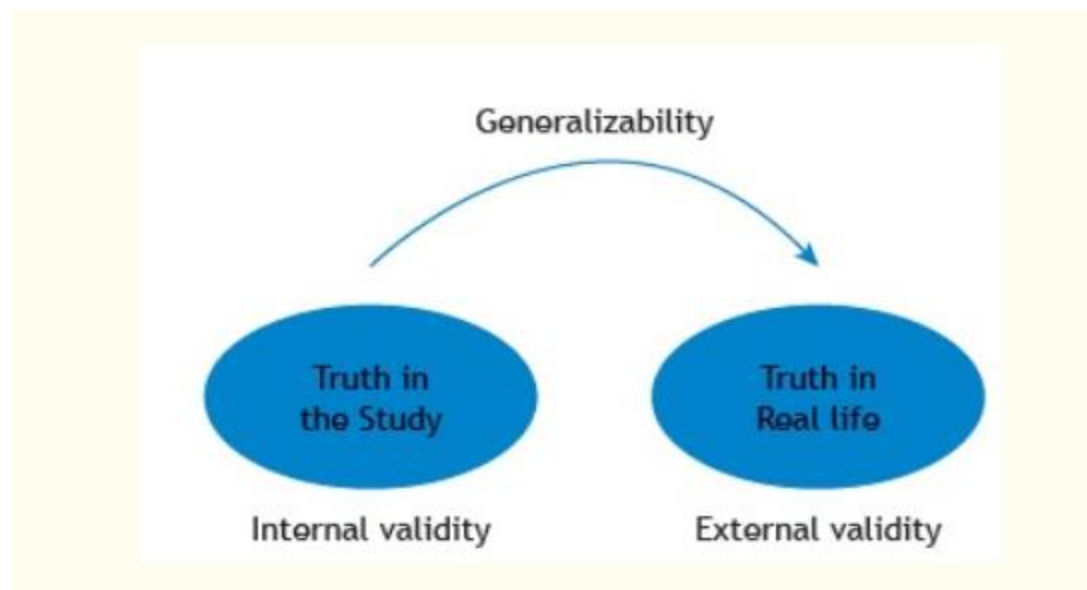 Generalizability
Truth in
the Study
Truth in
Real life
Internal validity
External validity